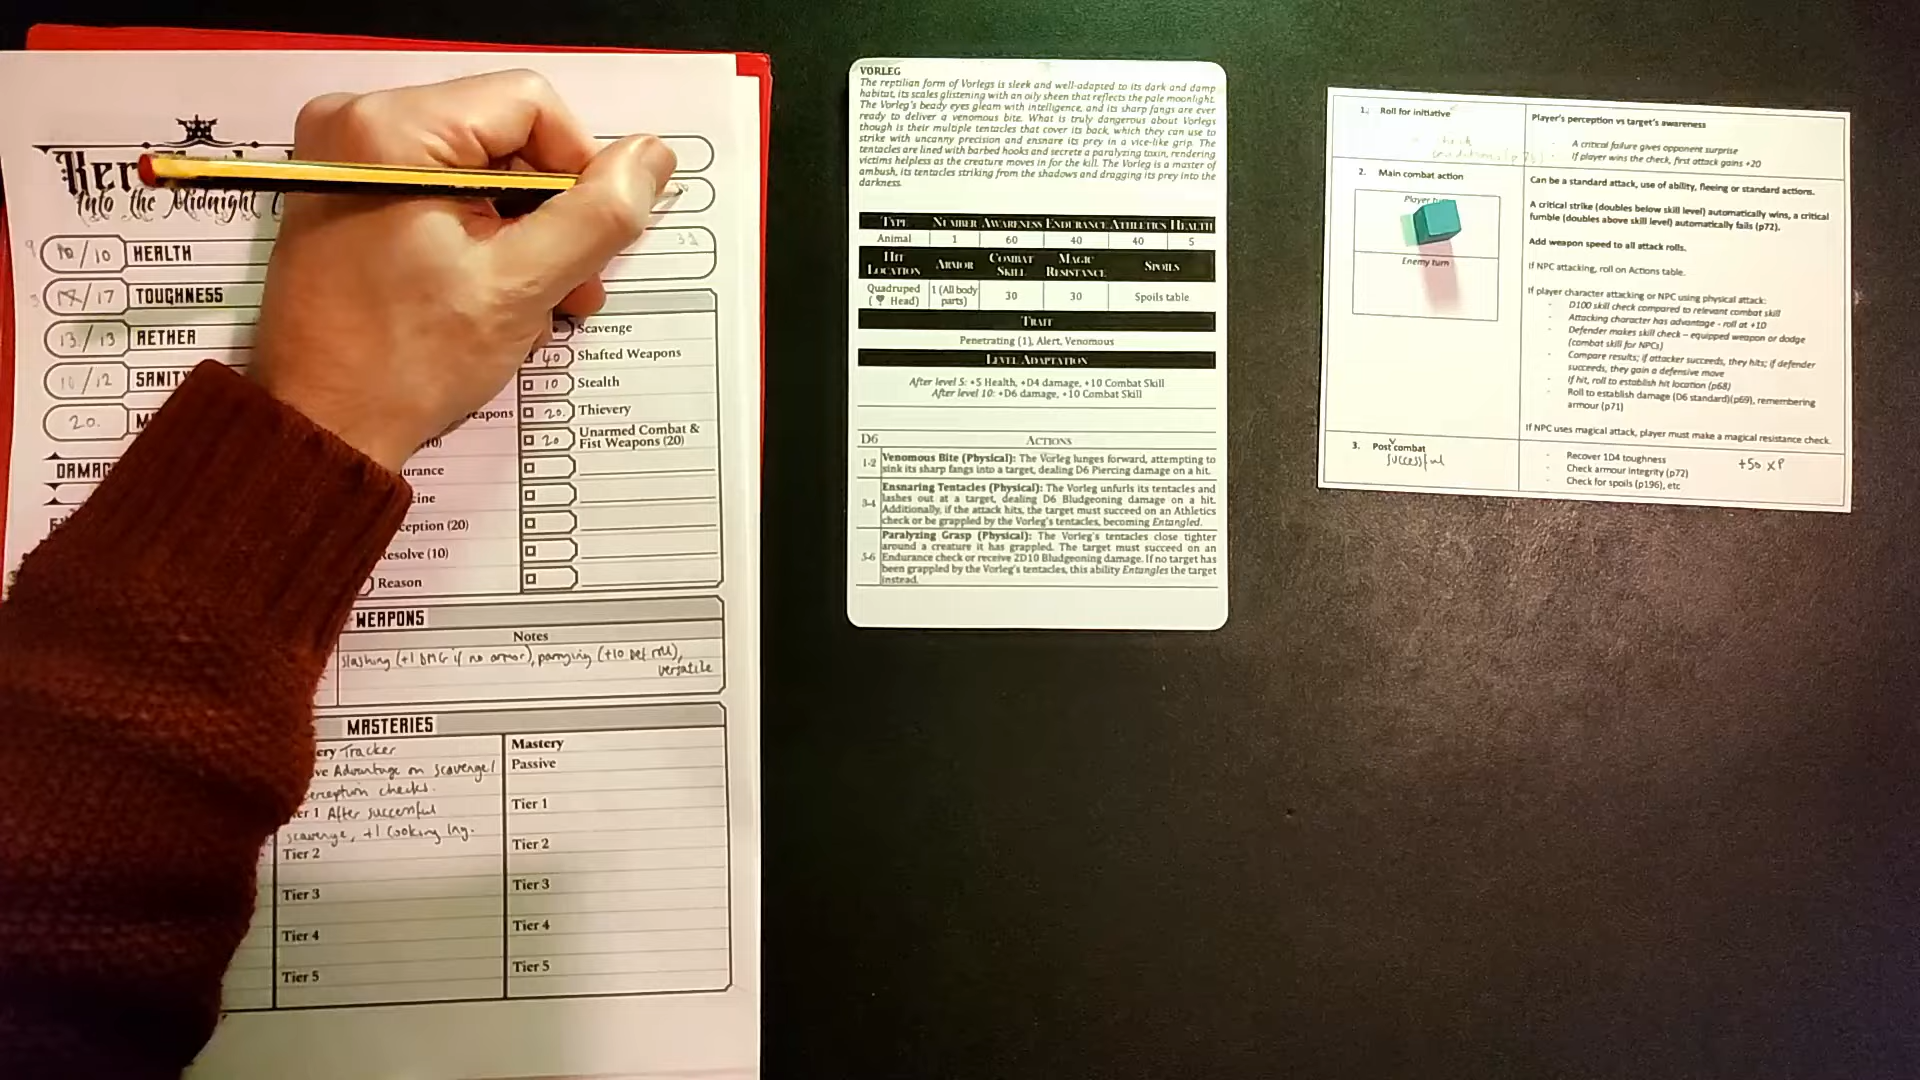 Into the Midnight
9 10/10 HEALTH
17/17 TOUGHNESS
13/13 AETHER
10/12 SANITY
20.
Scavenge
40 Shafted Weapons
10 Stealth
20. Thievery
20 Unarmed Combat &
Fist Weapons (20)
Resolve (10)
Reason
WEAPONS
Notes
slashing (+1 DMG if no armor), parrying (+10 Def roll),
versatile
MASTERIES
Tracker
Advantage on scavenge/
perception checks.
1 After successful
scavenge, +1 Cooking Ing.
Tier 2
Tier 3
Tier 4
Tier 5
Mastery
Passive
Tier 1
Tier 2
Tier 3
Tier 4
Tier 5
VORLEG
The reptilian form of Vorlegs is sleek and well-adapted to its dark and damp
habitat, its scales glistening with an oily sheen that reflects the pale moonlight.
The Vorleg's beady eyes gleam with intelligence, and its sharp fangs are ever
ready to deliver a venomous bite. What is truly dangerous about Vorlegs
though is their multiple tentacles that cover its back, which they can use to
strike with uncanny precision and ensnare its prey in a vice-like grip. The
tentacles are lined with barbed hooks and secrete a paralyzing toxin, rendering
victims helpless as the creature moves in for the kill. The Vorleg is a master of
ambush, its tentacles striking from the shadows and dragging its prey into the
darkness.
TYPE NUMBER AWARENESS ENDURANCE ATHLETICS HEALTH
Animal 1 60 40 40 5
HIT LOCATION ARMOR COMBAT SKILL MAGIC RESISTANCE SPOILS
Quadruped (Head) 1 (All body parts) 30 30 Spoils table
TRAIT
Penetrating (1), Alert, Venomous
LEVEL ADAPTATION
After level 5: +5 Health, +D4 damage, +10 Combat Skill
After level 10: +D6 damage, +10 Combat Skill
D6 ACTIONS
1-2 Venomous Bite (Physical): The Vorleg lunges forward, attempting to
sink its sharp fangs into a target, dealing D6 Piercing damage on a hit.
3-4 Ensnaring Tentacles (Physical): The Vorleg unfurls its tentacles and
lashes out at a target, dealing D6 Bludgeoning damage on a hit.
Additionally, if the attack hits, the target must succeed on an Athletics
check or be grappled by the Vorleg's tentacles, becoming Entangled.
5-6 Paralyzing Grasp (Physical): The Vorleg's tentacles close tighter
around a creature it has grappled. The target must succeed on an
Endurance check or receive 2D10 Bludgeoning damage. If no target has
been grappled by the Vorleg's tentacles, this ability Entangles the target
instead.
1. Roll for initiative
Player's perception vs target's awareness
- A critical failure gives opponent surprise
- If player wins the check, first attack gains +20
2. Main combat action
Player turn
Enemy turn
Can be a standard attack, use of ability, fleeing or standard actions.
A critical strike (doubles below skill level) automatically wins, a critical
fumble (doubles above skill level) automatically fails (p72).
Add weapon speed to all attack rolls.
If NPC attacking, roll on Actions table.
If player character attacking or NPC using physical attack:
- D100 skill check compared to relevant combat skill
- Attacking character has advantage - roll at +10
- Defender makes skill check – equipped weapon or dodge
(combat skill for NPCs)
- Compare results; if attacker succeeds, they hit; if defender
succeeds, they gain a defensive move
- If hit, roll to establish hit location (p68)
- Roll to establish damage (D6 standard)(p69), remembering
armour (p71)
If NPC uses magical attack, player must make a magical resistance check.
3. Post combat
successful
- Recover 1D4 toughness
- Check armour integrity (p72)
- Check for spoils (p196), etc
+50 XP